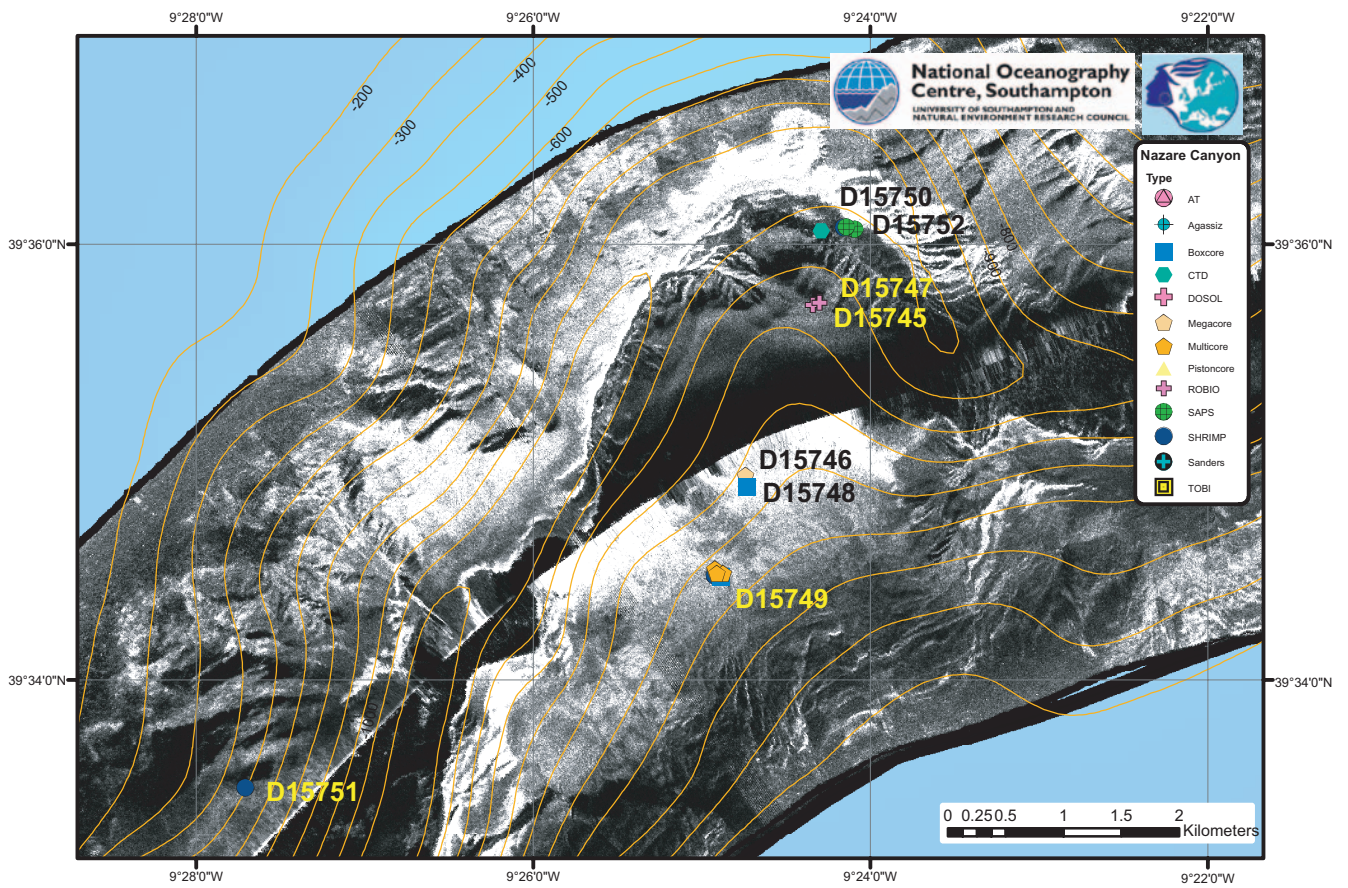 9°28'0"W
9°26'0"W
9°24'0"W
9°22'0"W
-200
-300
-400
-500
-600
National Oceanography
Centre, Southampton
UNIVERSITY OF SOUTHAMPTON AND
NATURAL ENVIRONMENT RESEARCH COUNCIL
Nazare Canyon
Type
AT
Agassiz
Boxcore
CTD
DOSOL
Megacore
Multicore
Pistoncore
ROBIO
SAPS
SHRIMP
Sanders
TOBI
D15750
D15752
39°36'0"N
39°36'0"N
-800
-900
D15747
D15745
D15746
D15748
D15749
39°34'0"N
39°34'0"N
D15751
0 0.25 0.5 1 1.5 2
Kilometers
9°28'0"W
9°26'0"W
9°24'0"W
9°22'0"W